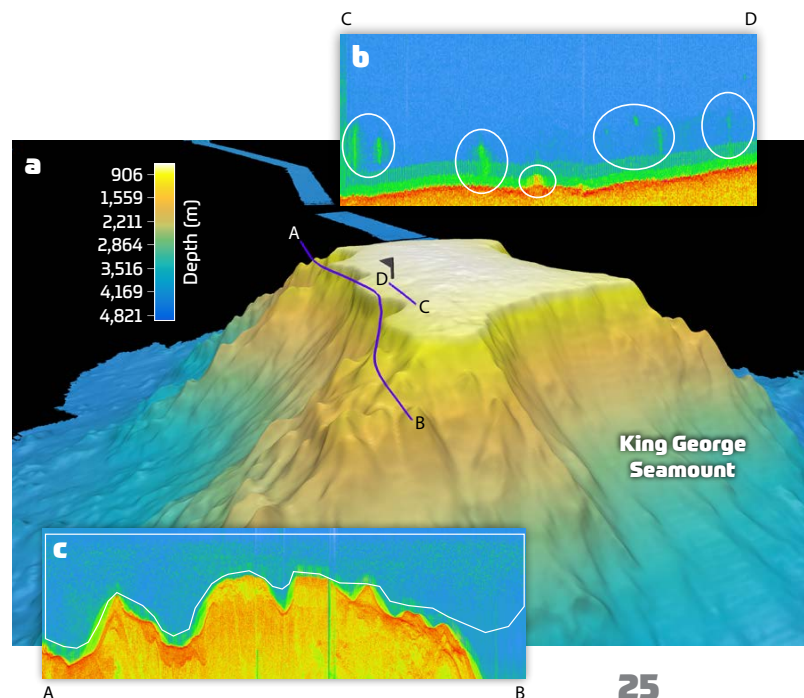 C
D
b
a
906
1,559
2,211
2,864
3,516
4,169
4,821
Depth (m)
A
D
C
B
King George
Seamount
c
A
B
25